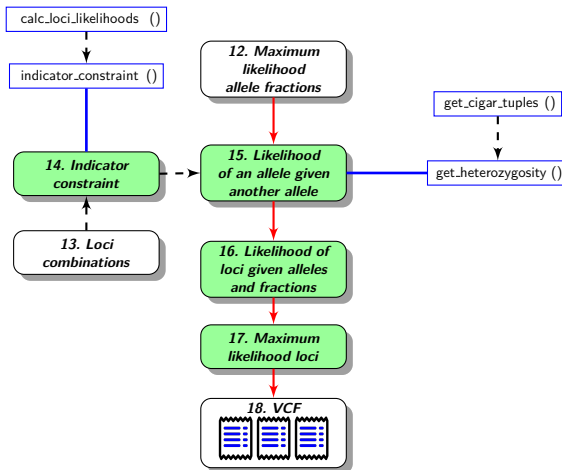 calc_loci_likelihoods ()
indicator_constraint ()
12. Maximum
likelihood
allele fractions
get_cigar_tuples ()
14. Indicator
constraint
15. Likelihood
of an allele given
another allele
get_heterozygosity ()
13. Loci
combinations
16. Likelihood of
loci given alleles
and fractions
17. Maximum
likelihood loci
18. VCF